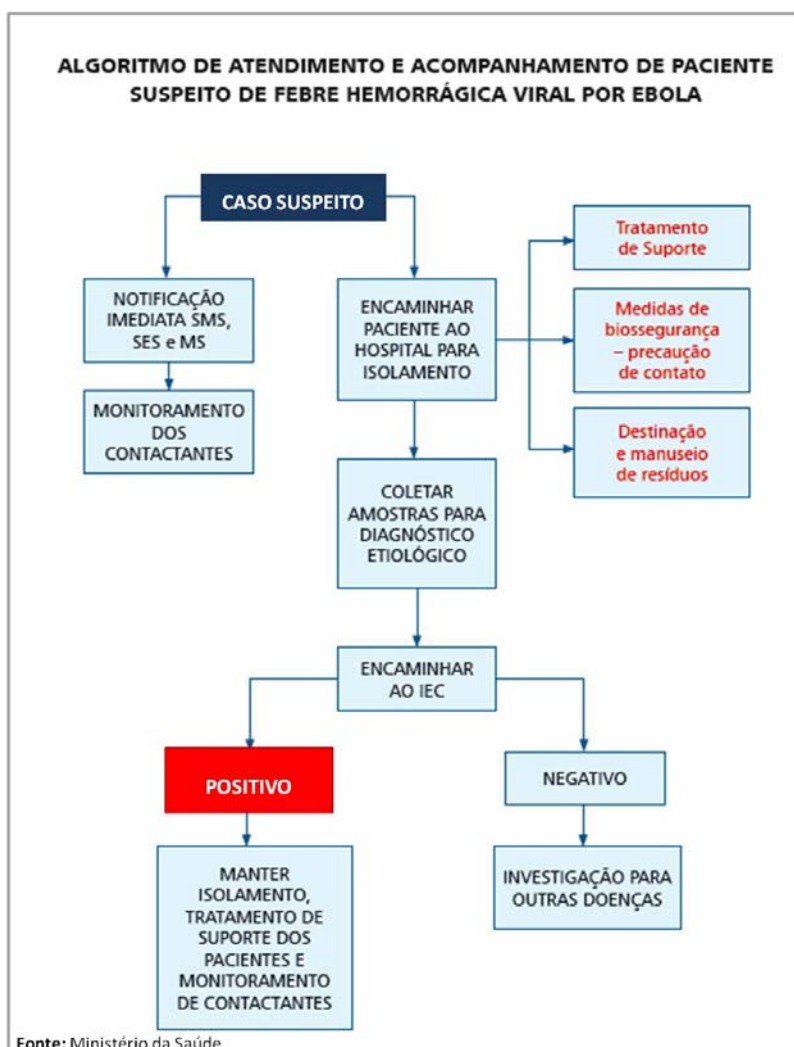 ALGORITMO DE ATENDIMENTO E ACOMPANHAMENTO DE PACIENTE
SUSPEITO DE FEBRE HEMORRÁGICA VIRAL POR EBOLA
CASO SUSPEITO
NOTIFICAÇÃO
IMEDIATA SMS,
SES e MS
MONITORAMENTO
DOS
CONTACTANTES
ENCAMINHAR
PACIENTE AO
HOSPITAL PARA
ISOLAMENTO
Tratamento
de Suporte
Medidas de
biossegurança
– precaução
de contato
Destinação
e manuseio
de resíduos
COLETAR
AMOSTRAS PARA
DIAGNÓSTICO
ETIOLÓGICO
ENCAMINHAR
AO IEC
POSITIVO
NEGATIVO
MANTER
ISOLAMENTO,
TRATAMENTO DE
SUPORTE DOS
PACIENTES E
MONITORAMENTO
DE CONTACTANTES
INVESTIGAÇÃO PARA
OUTRAS DOENÇAS
Fonte: Ministério da Saúde